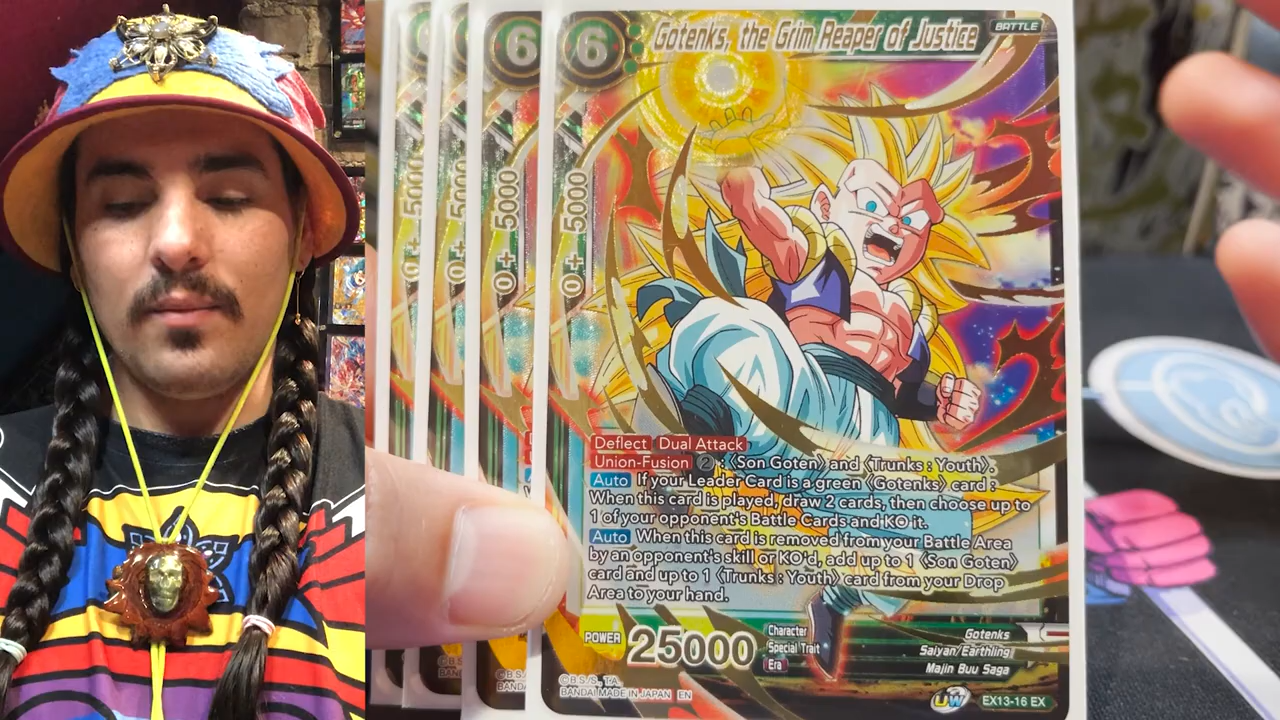 6
6
Gotenks, the Grim Reaper of Justice
BATTLE
5000
5000
0+ 5000
0+ 5000
Deflect Dual Attack
Union-Fusion ②: 〈Son Goten〉 and 〈Trunks : Youth〉.
Auto If your Leader Card is a green 〈Gotenks〉 card :
When this card is played, draw 2 cards, then choose up to
1 of your opponent's Battle Cards and KO it.
Auto When this card is removed from your Battle Area
by an opponent's skill or KO'd, add up to 1 〈Son Goten〉
card and up to 1 〈Trunks : Youth〉 card from your Drop
Area to your hand.
POWER 25000
Character Gotenks
Special Trait Saiyan/Earthling
Era Majin Buu Saga
©B.S./S., T.A.
BANDAI MADE IN JAPAN EN
UW EX13-16 EX